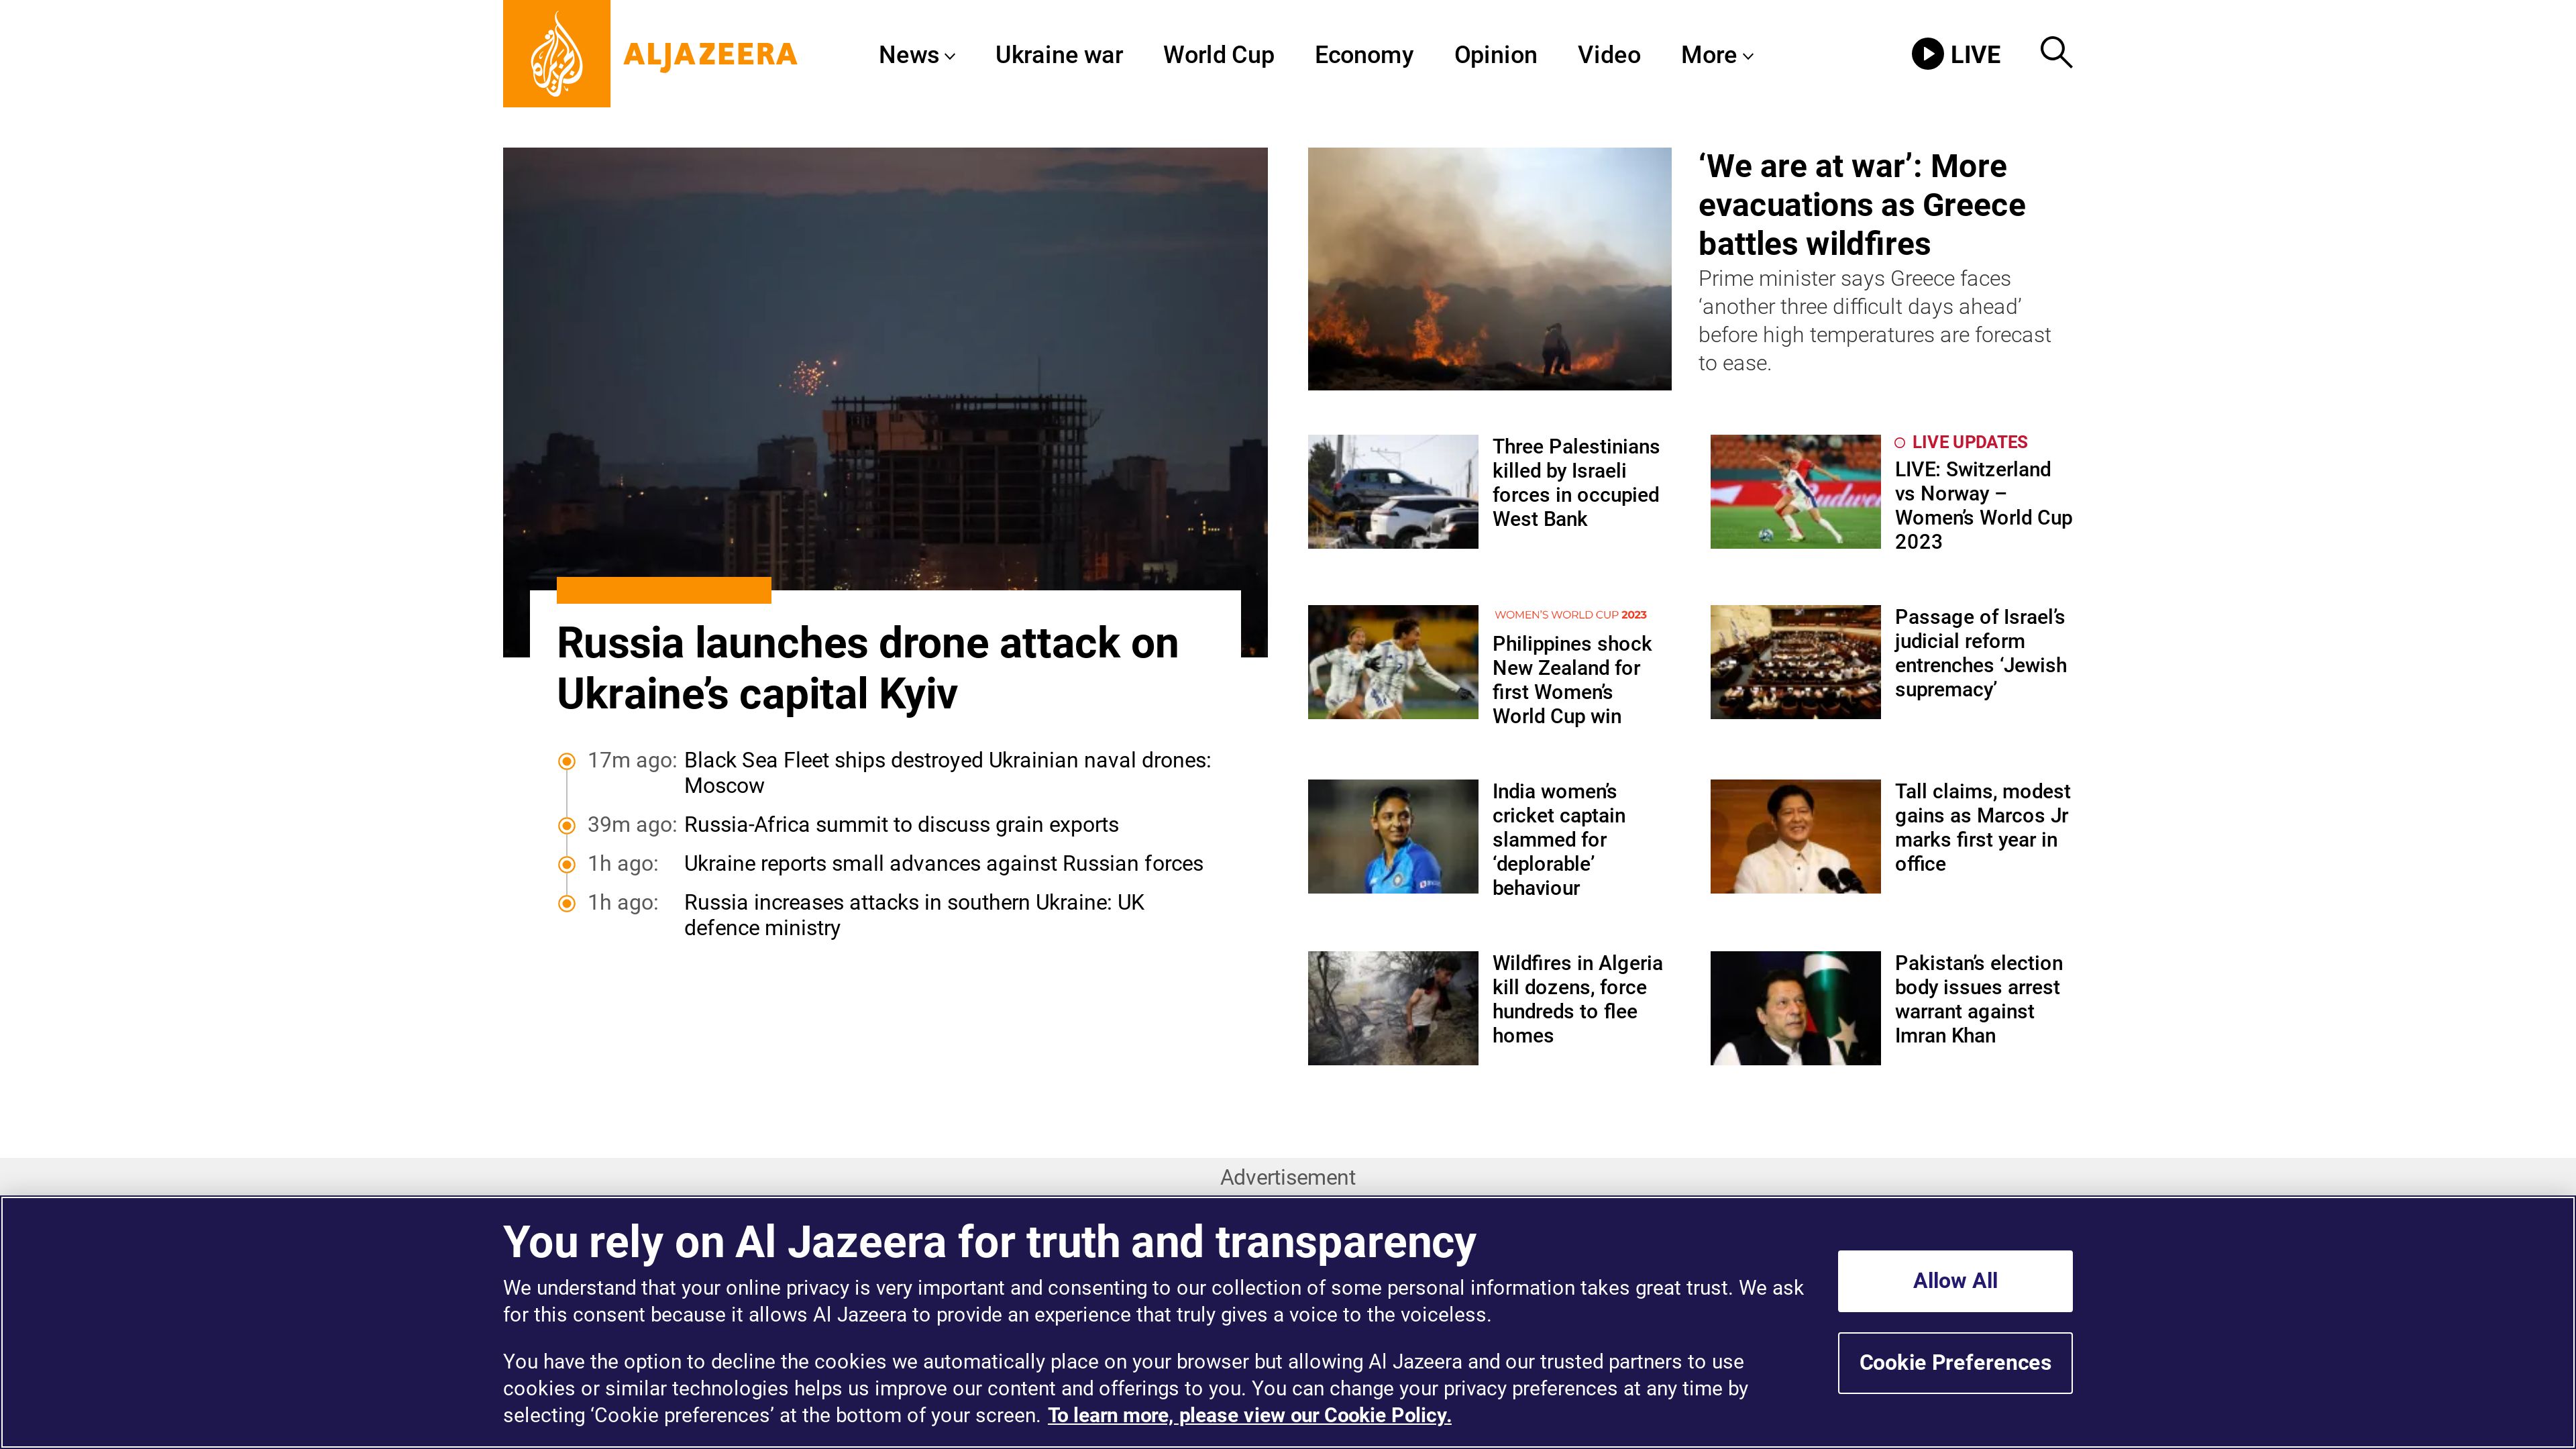 ALJAZEERA
News
Ukraine war
World Cup
Economy
Opinion
Video
More
LIVE
Russia launches drone attack on
Ukraine’s capital Kyiv
17m ago: Black Sea Fleet ships destroyed Ukrainian naval drones:
Moscow
39m ago: Russia-Africa summit to discuss grain exports
1h ago: Ukraine reports small advances against Russian forces
1h ago: Russia increases attacks in southern Ukraine: UK
defence ministry
‘We are at war’: More
evacuations as Greece
battles wildfires
Prime minister says Greece faces
‘another three difficult days ahead’
before high temperatures are forecast
to ease.
Three Palestinians
killed by Israeli
forces in occupied
West Bank
LIVE UPDATES
LIVE: Switzerland
vs Norway –
Women’s World Cup
2023
WOMEN’S WORLD CUP 2023
Philippines shock
New Zealand for
first Women’s
World Cup win
Passage of Israel’s
judicial reform
entrenches ‘Jewish
supremacy’
India women’s
cricket captain
slammed for
‘deplorable’
behaviour
Tall claims, modest
gains as Marcos Jr
marks first year in
office
Wildfires in Algeria
kill dozens, force
hundreds to flee
homes
Pakistan’s election
body issues arrest
warrant against
Imran Khan
Advertisement
You rely on Al Jazeera for truth and transparency
We understand that your online privacy is very important and consenting to our collection of some personal information takes great trust. We ask
for this consent because it allows Al Jazeera to provide an experience that truly gives a voice to the voiceless.
You have the option to decline the cookies we automatically place on your browser but allowing Al Jazeera and our trusted partners to use
cookies or similar technologies helps us improve our content and offerings to you. You can change your privacy preferences at any time by
selecting ‘Cookie preferences’ at the bottom of your screen. To learn more, please view our Cookie Policy.
Allow All
Cookie Preferences